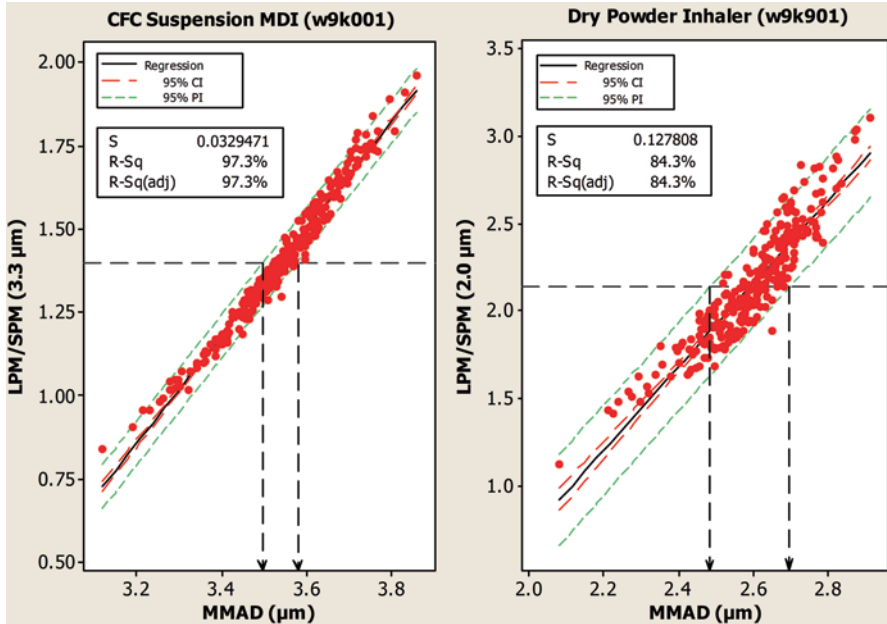 CFC Suspension MDI (w9k001)
LPM/SPM (3.3 µm)
2.00
1.75
1.50
1.25
1.00
0.75
0.50
Regression
95% CI
95% PI
S 0.0329471
R-Sq 97.3%
R-Sq(adj) 97.3%
3.2 3.4 3.6 3.8
MMAD (µm)
Dry Powder Inhaler (w9k901)
LPM/SPM (2.0 µm)
3.5
3.0
2.5
2.0
1.5
1.0
Regression
95% CI
95% PI
S 0.127808
R-Sq 84.3%
R-Sq(adj) 84.3%
2.0 2.2 2.4 2.6 2.8
MMAD (µm)